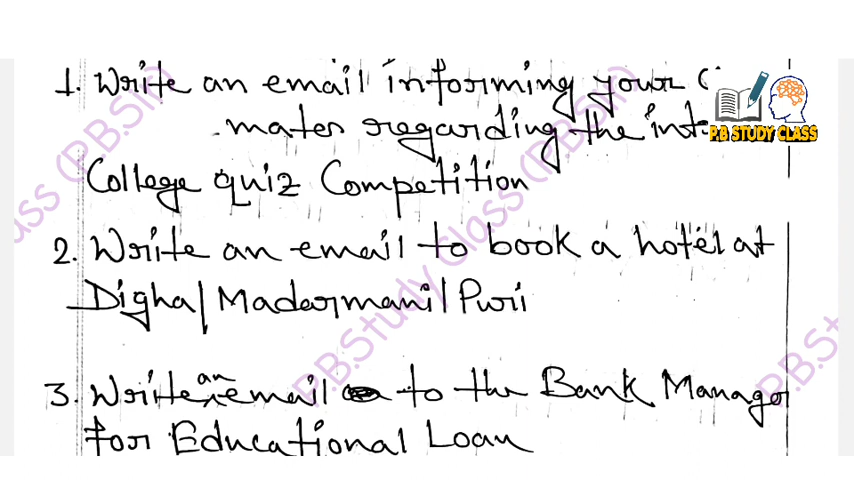 1. Write an email informing your
mates regarding the
College quiz Competition
2. Write an email to book a hotel at
Digha/Madarmani/Puri
3. Write an email to the Bank Manager
for Educational Loan
P.B STUDY CLASS